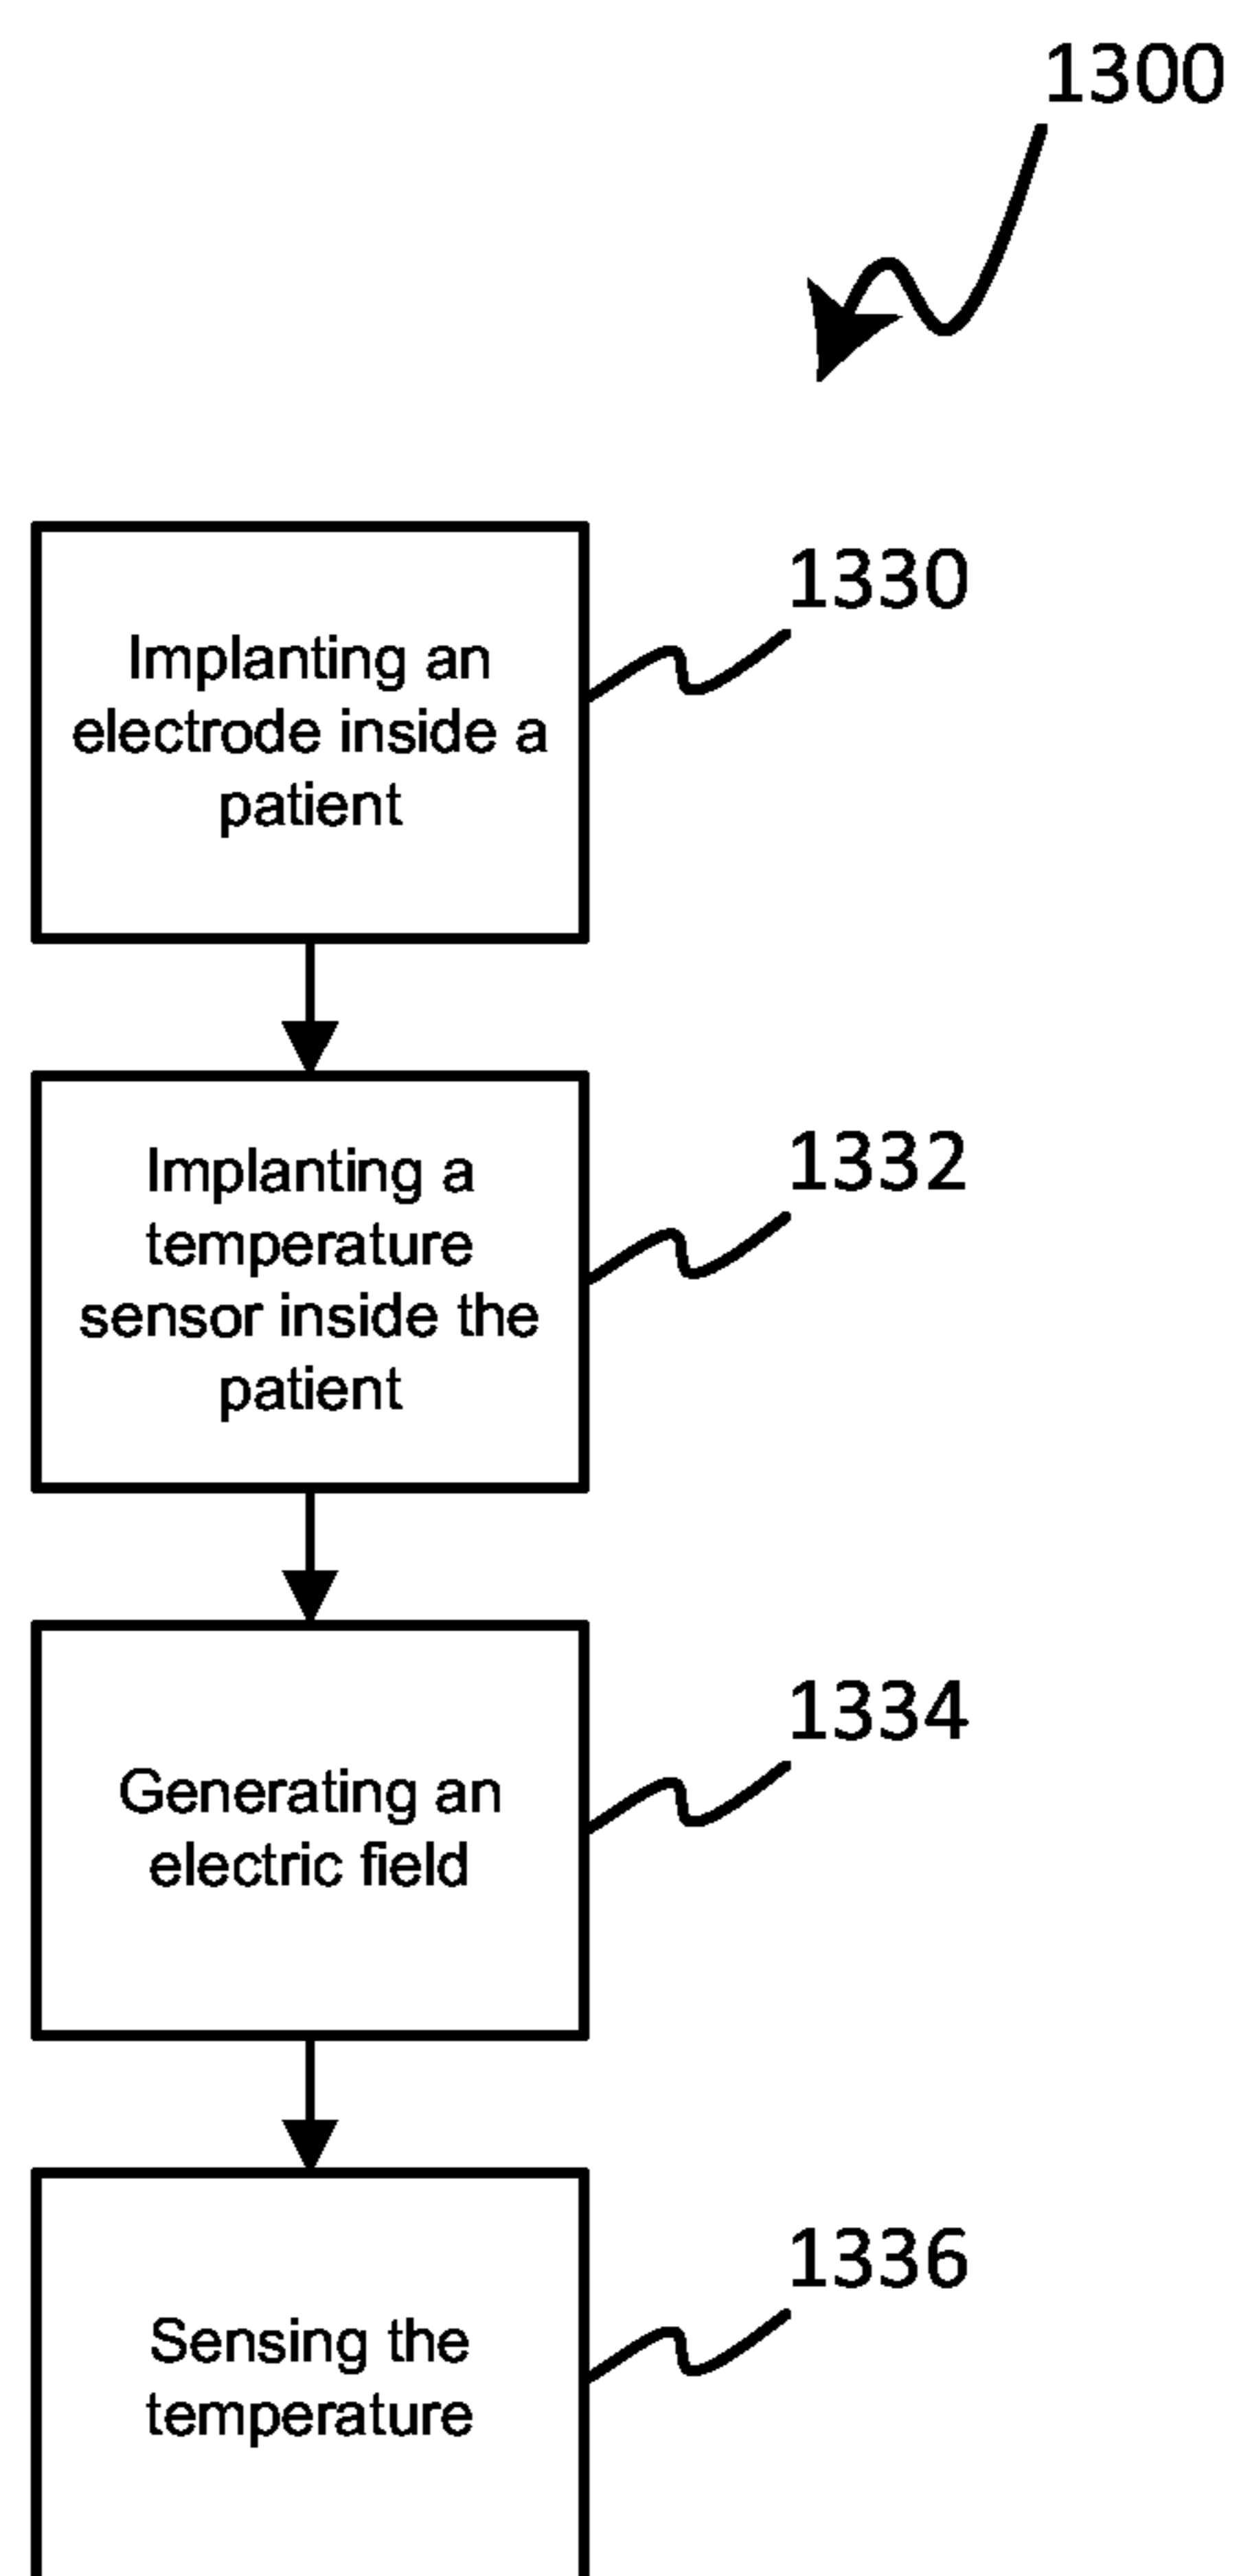 1300
Implanting an
electrode inside a
patient
1330
Implanting a
temperature
sensor inside the
patient
1332
Generating an
electric field
1334
Sensing the
temperature
1336